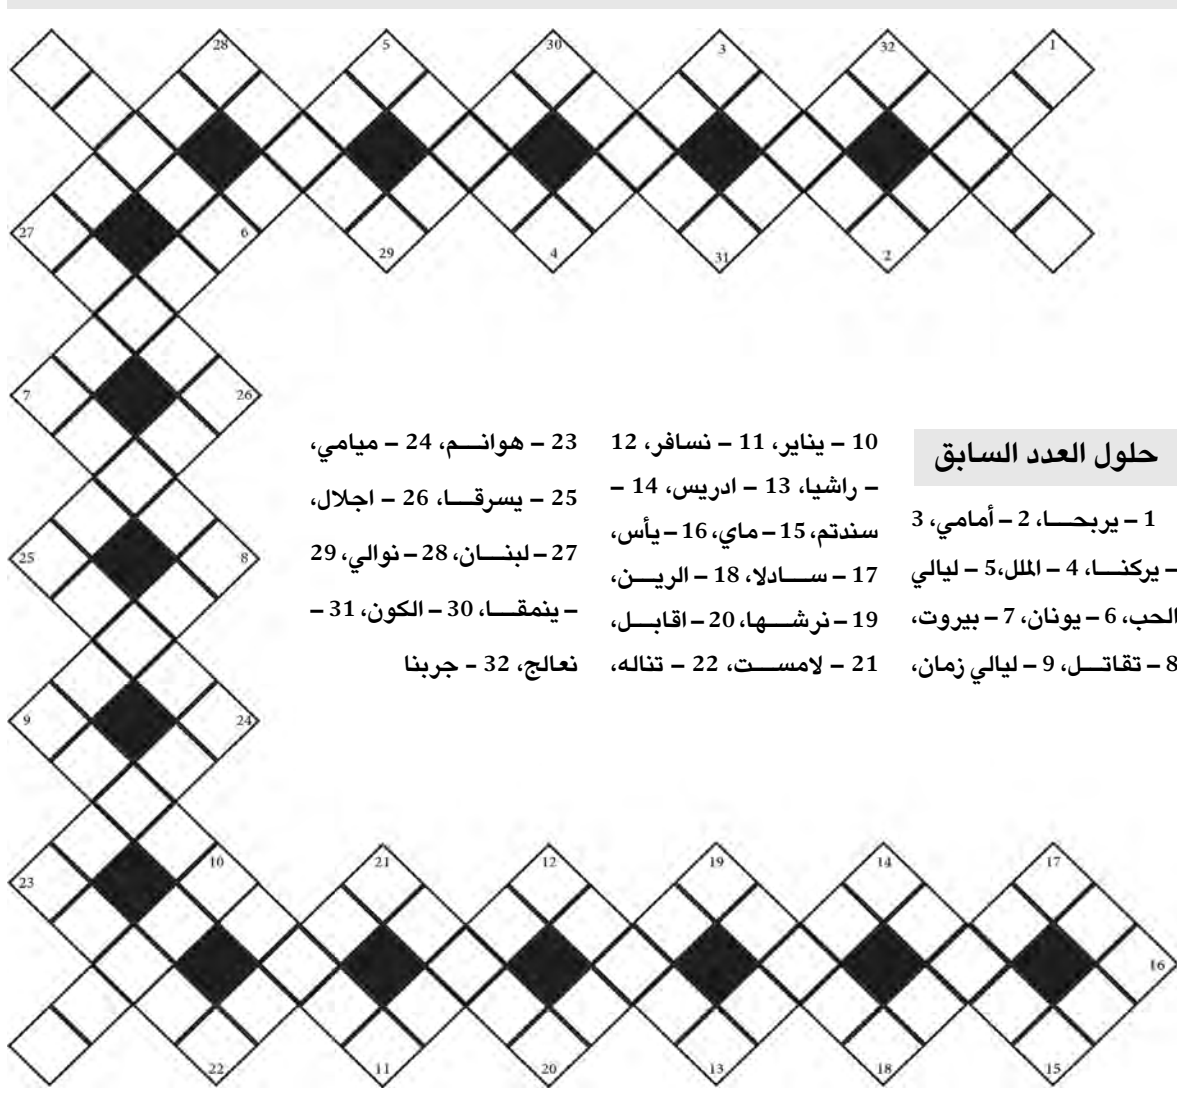 28 5 30 3 32 1
27 6
29 4 31 2
7 26
حلول العدد السابق
1 – يربحـــا، 2 – أمامي، 3
– يركنـــا، 4 – الملل،5 – ليالي
الحب، 6 – يونان، 7 – بيروت،
8 – تقاتـــل، 9 – ليالي زمان،
10 – يناير، 11 – نسافر، 12
– راشيا، 13 – ادريس، 14 –
سندتم، 15 – ماي، 16 – يأس،
17 – ســـادلا، 18 – الريـــن،
19 – نرشـــها، 20 – اقابـــل،
21 – لامســـت، 22 – تناله،
23 – هوانـــم، 24 – ميامي،
25 – يسرقـــا، 26 – اجلال،
27 – لبنـــان، 28 – نوالي، 29
– ينمقـــا، 30 – الكون، 31 –
نعالج، 32 - جربنا
25 8
9 24
10 21 12 19 14 17
23
16
22 11 20 13 18 15